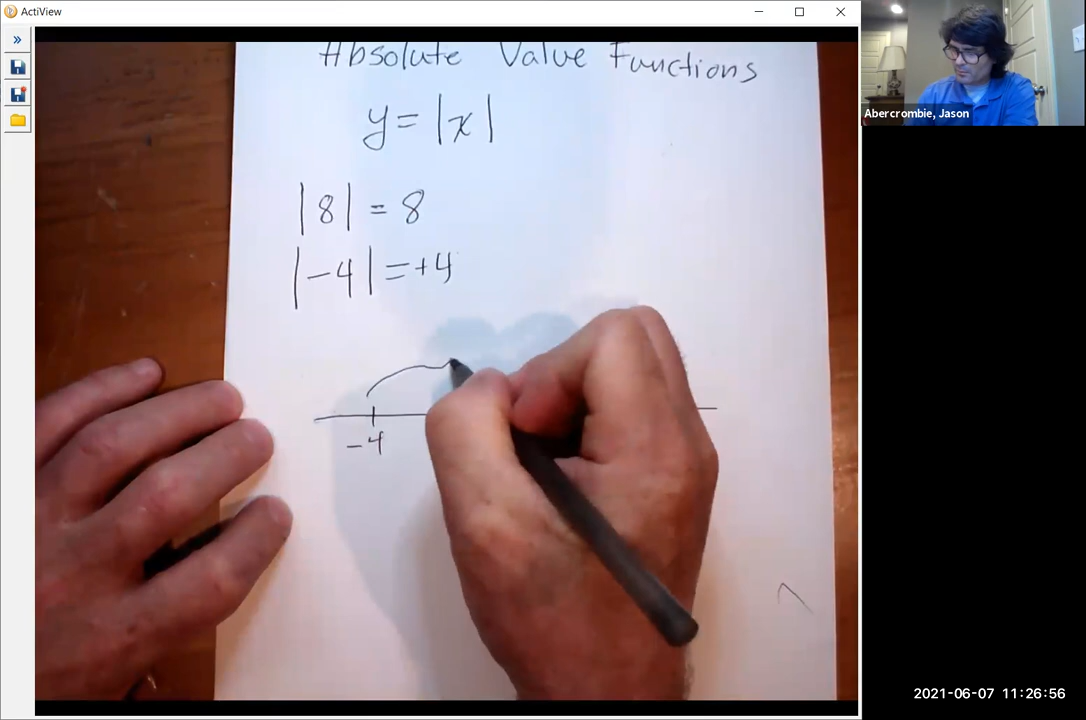 ActiView
Absolute Value Functions
y = |x|
|8| = 8
|-4| = +4
-4
Abercrombie, Jason
2021-06-07 11:26:56